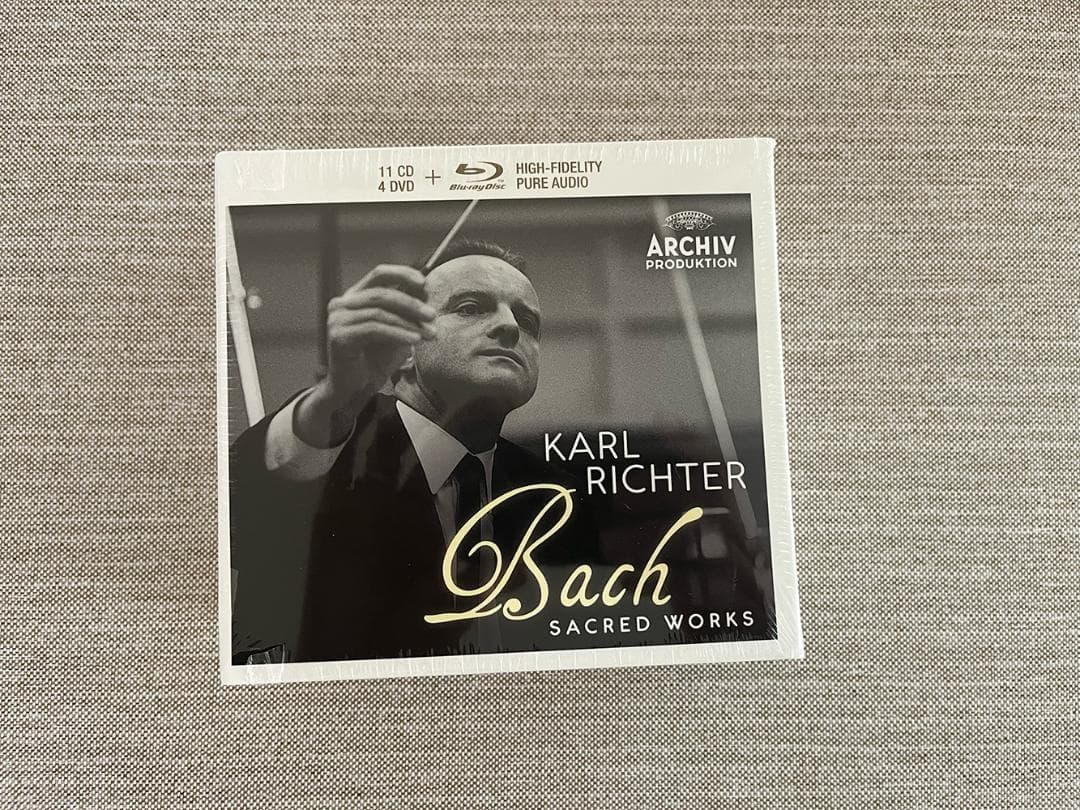 11 CD
4 DVD
+
Blu-ray Disc
HIGH-FIDELITY
PURE AUDIO
ARCHIV
PRODUKTION
KARL
RICHTER
Bach
SACRED WORKS